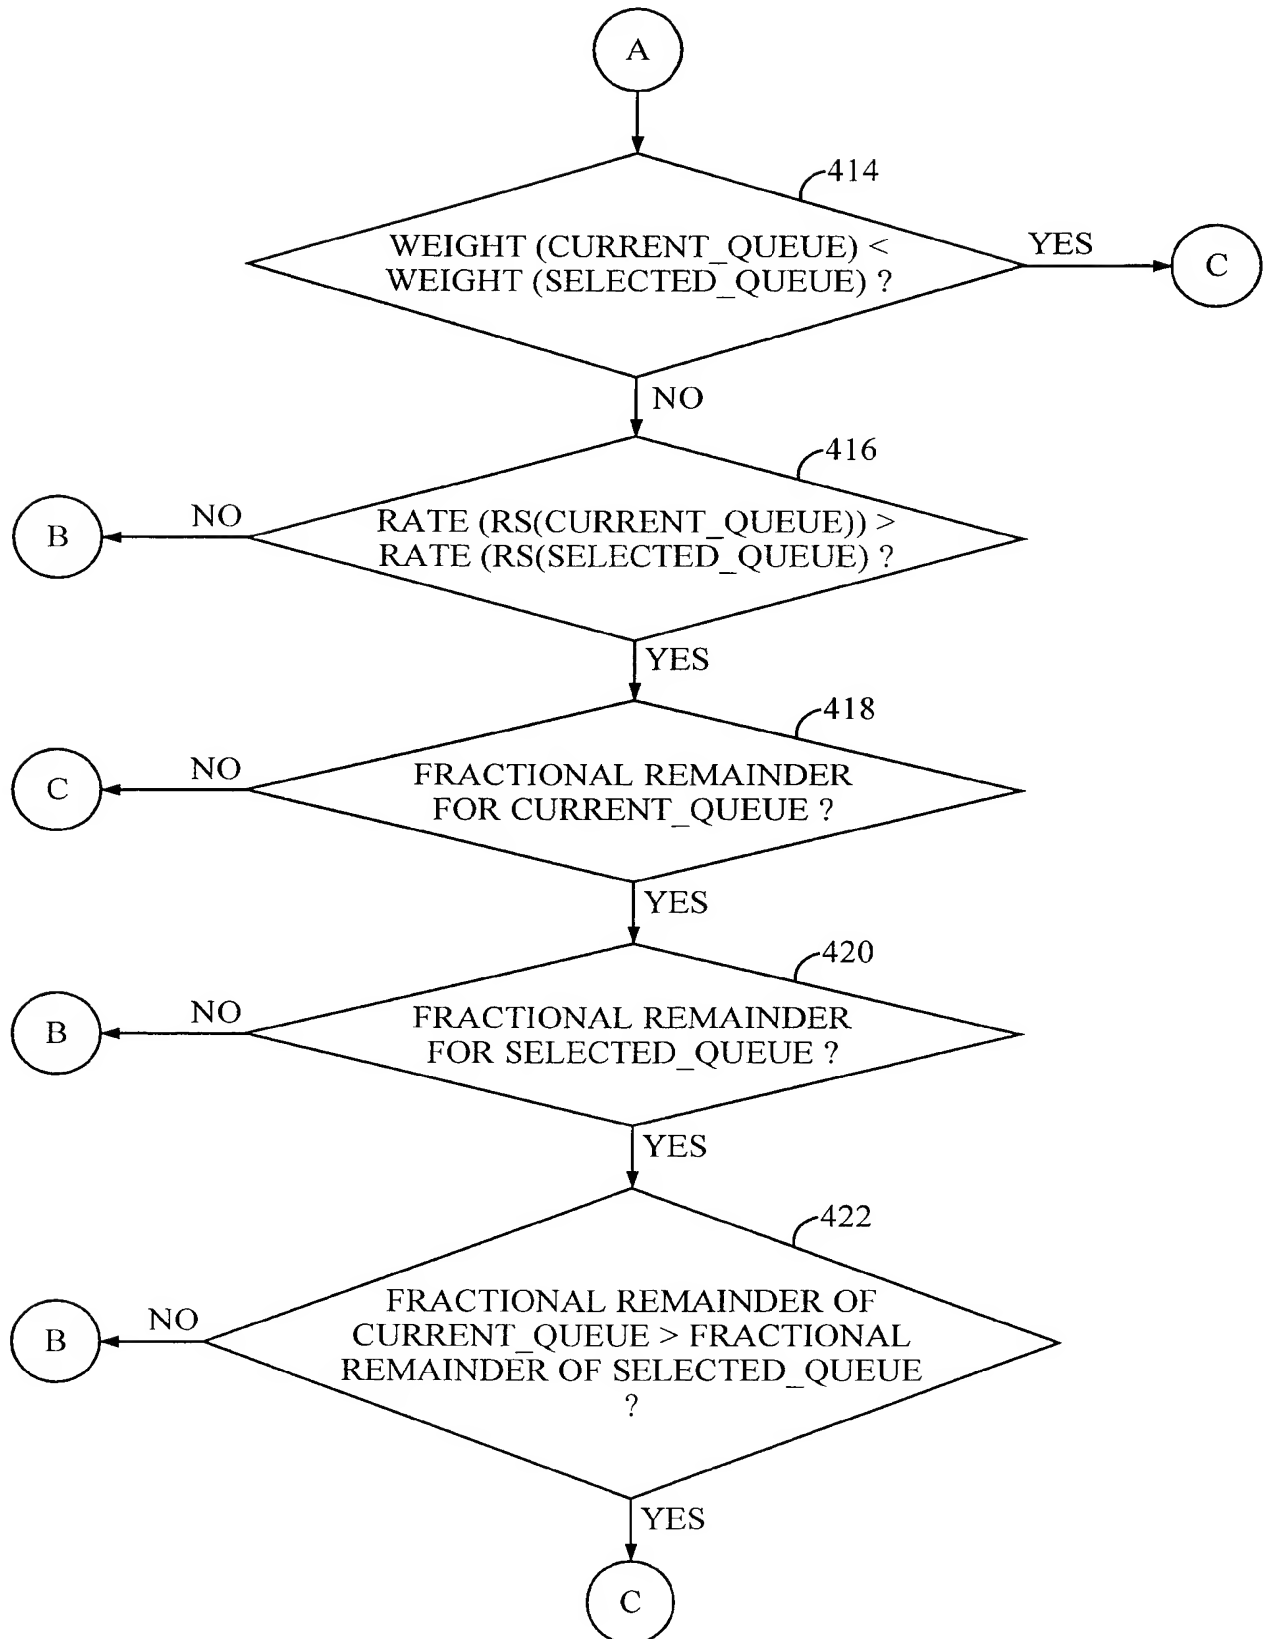 A
414
WEIGHT (CURRENT_QUEUE) <
WEIGHT (SELECTED_QUEUE) ?
YES
C
NO
416
RATE (RS(CURRENT_QUEUE)) >
RATE (RS(SELECTED_QUEUE) ?
NO
B
YES
418
FRACTIONAL REMAINDER
FOR CURRENT_QUEUE ?
NO
C
YES
420
FRACTIONAL REMAINDER
FOR SELECTED_QUEUE ?
NO
B
YES
422
FRACTIONAL REMAINDER OF
CURRENT_QUEUE > FRACTIONAL
REMAINDER OF SELECTED_QUEUE
?
NO
B
YES
C